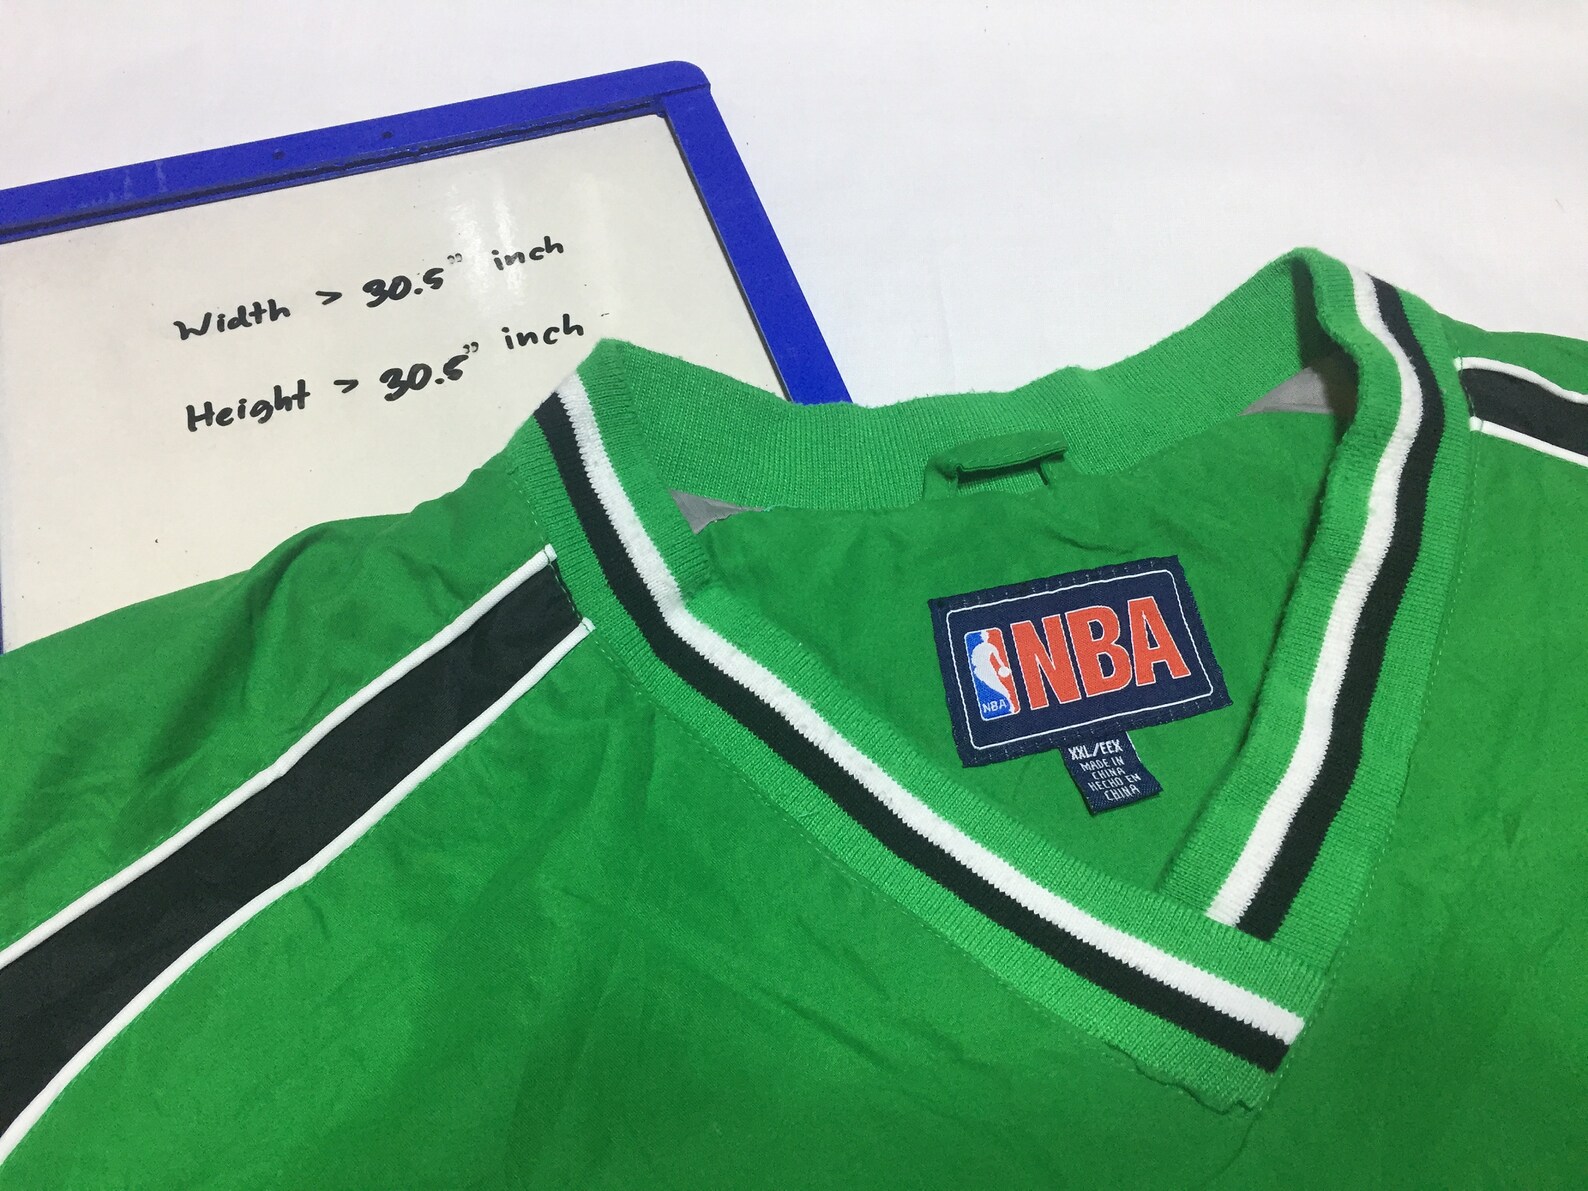 Width > 30.5" inch
Height > 30.5" inch
NBA
NBA
XXL/EEX
MADE IN
CHINA
HECHO EN
CHINA